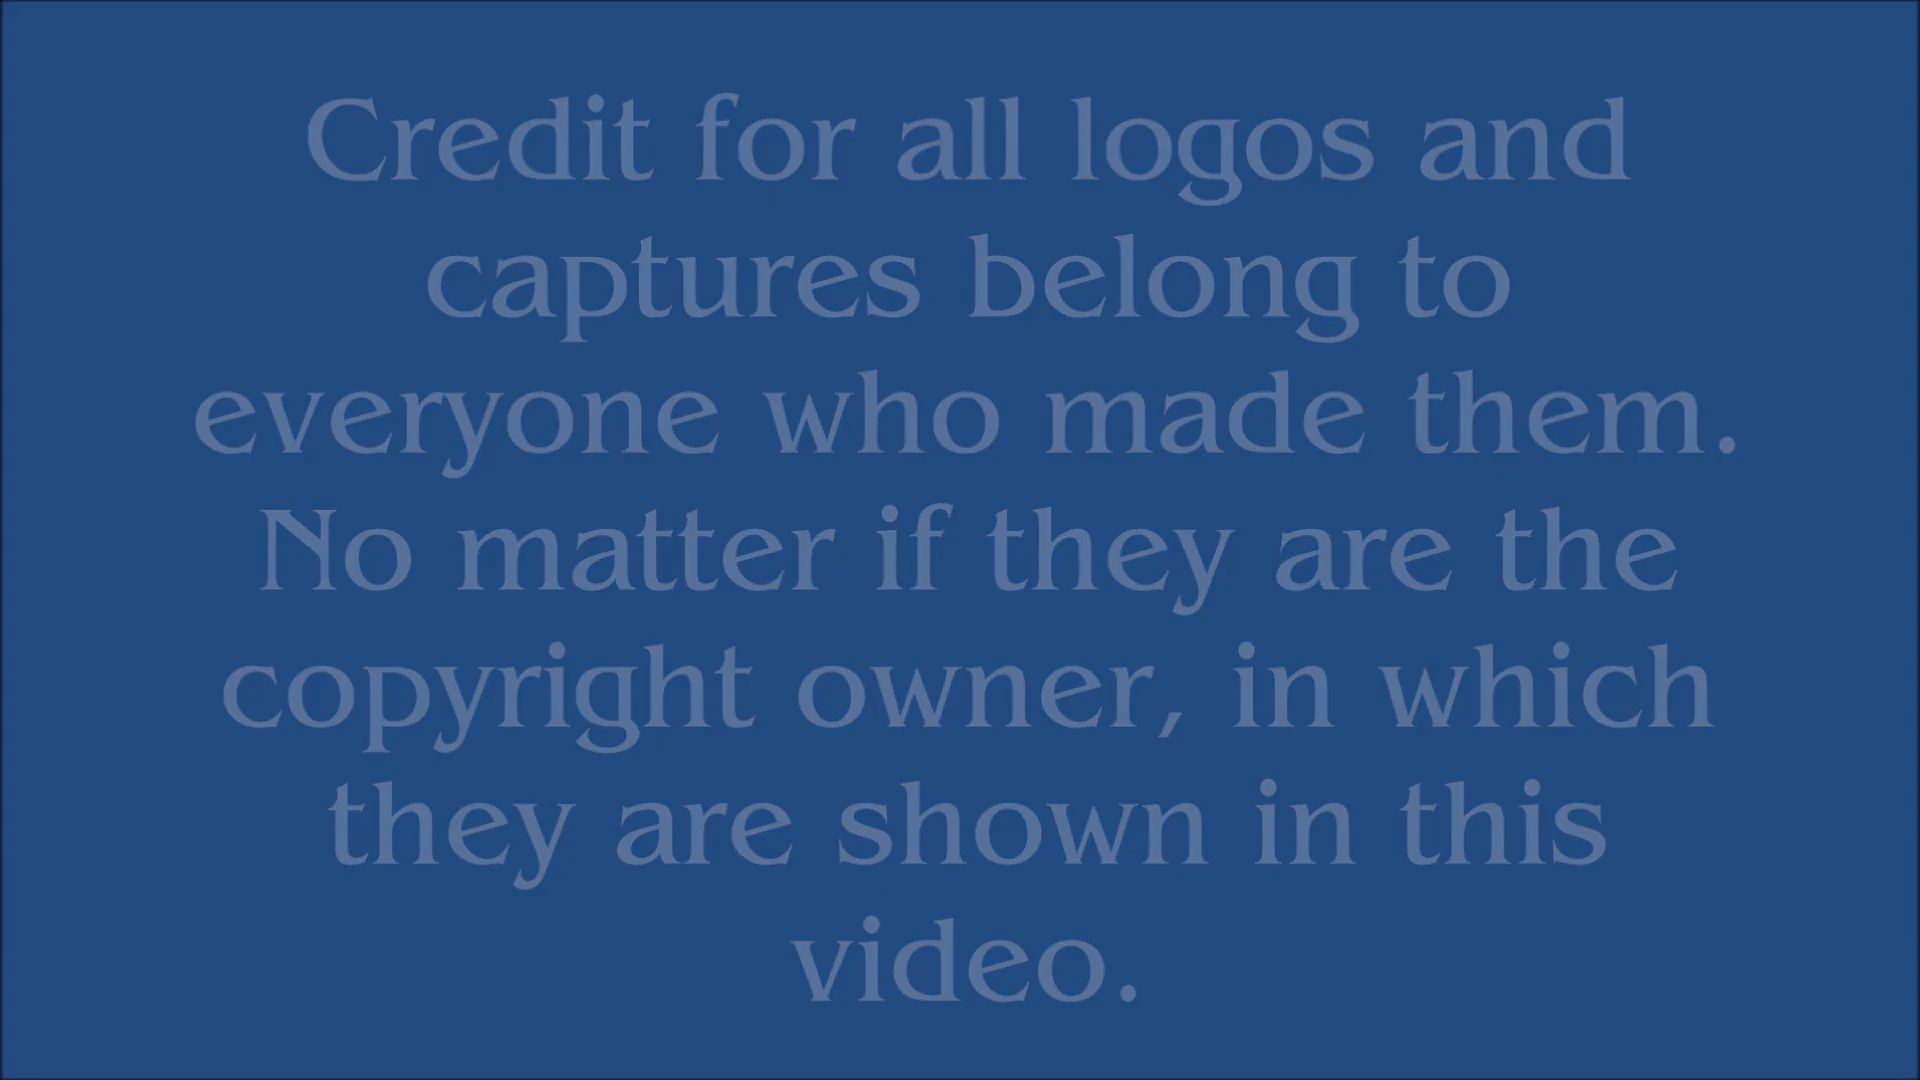 Credit for all logos and
captures belong to
everyone who made them.
No matter if they are the
copyright owner, in which
they are shown in this
video.